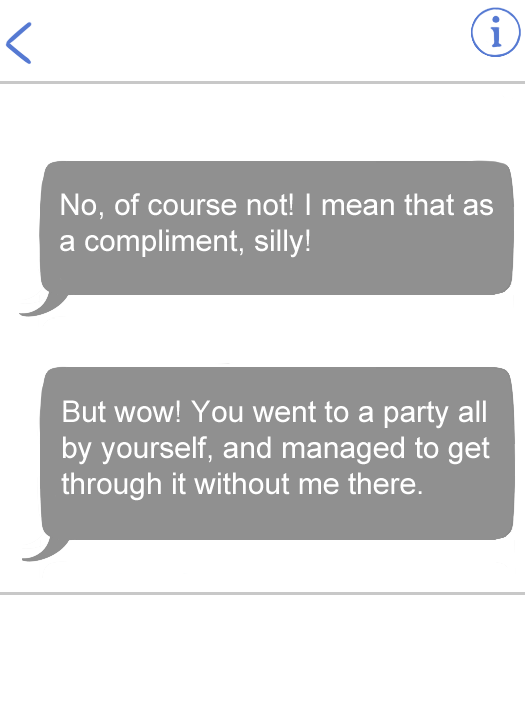 No, of course not! I mean that as
a compliment, silly!
But wow! You went to a party all
by yourself, and managed to get
through it without me there.